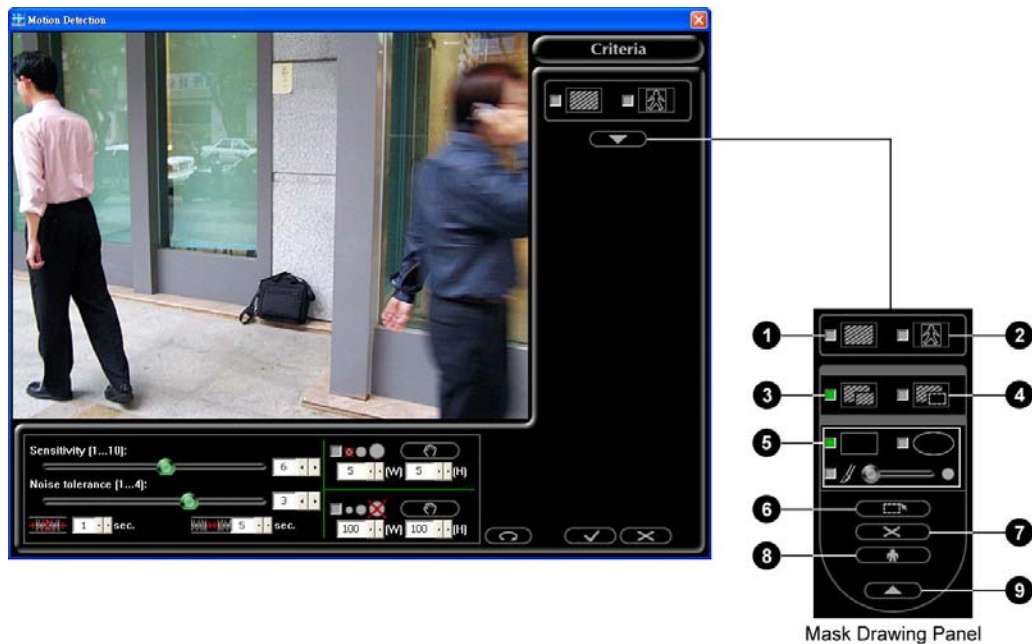 Motion Detection
Criteria
Sensitivity (1...10):
6
Noise tolerance (1...4):
3
1 sec.
5 sec.
5 (W) 5 (H)
100 (W) 100 (H)
1
2
3
4
5
6
7
8
9
Mask Drawing Panel